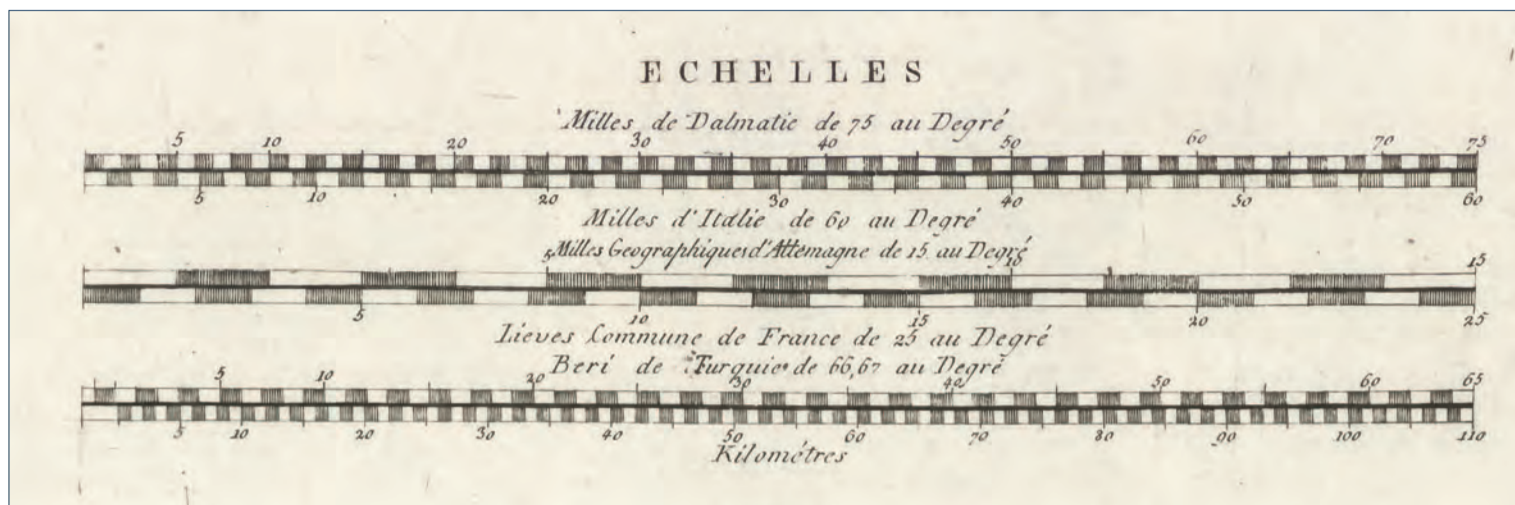 ECHELLES
Milles de Dalmatie de 75 au Degré
5 10 20 30 40 50 60 70 75
5 10 20 30 40 50 60
Milles d'Italie de 60 au Degré
Milles Geographiques d'Attemagne de 15 au Degré
5 10 15
5 10 15 20 25
Lieves Commune de France de 25 au Degré
Beri de Turquie de 66,67 au Degré
5 10 20 30 40 50 60 65
5 10 20 30 40 50 60 70 80 90 100 110
Kilométres